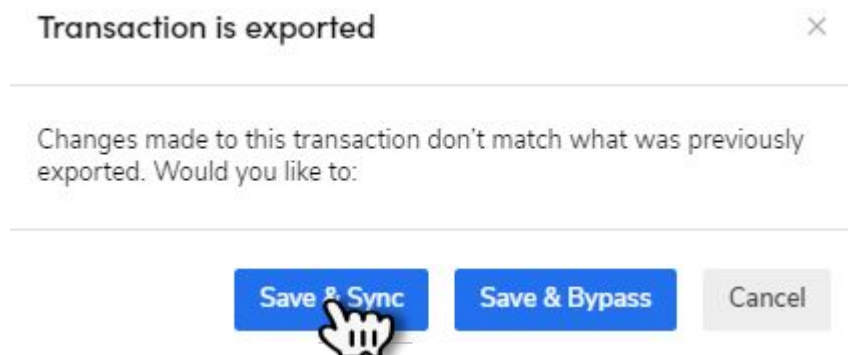 Transaction is exported
Changes made to this transaction don't match what was previously
exported. Would you like to:
Save & Sync Save & Bypass Cancel